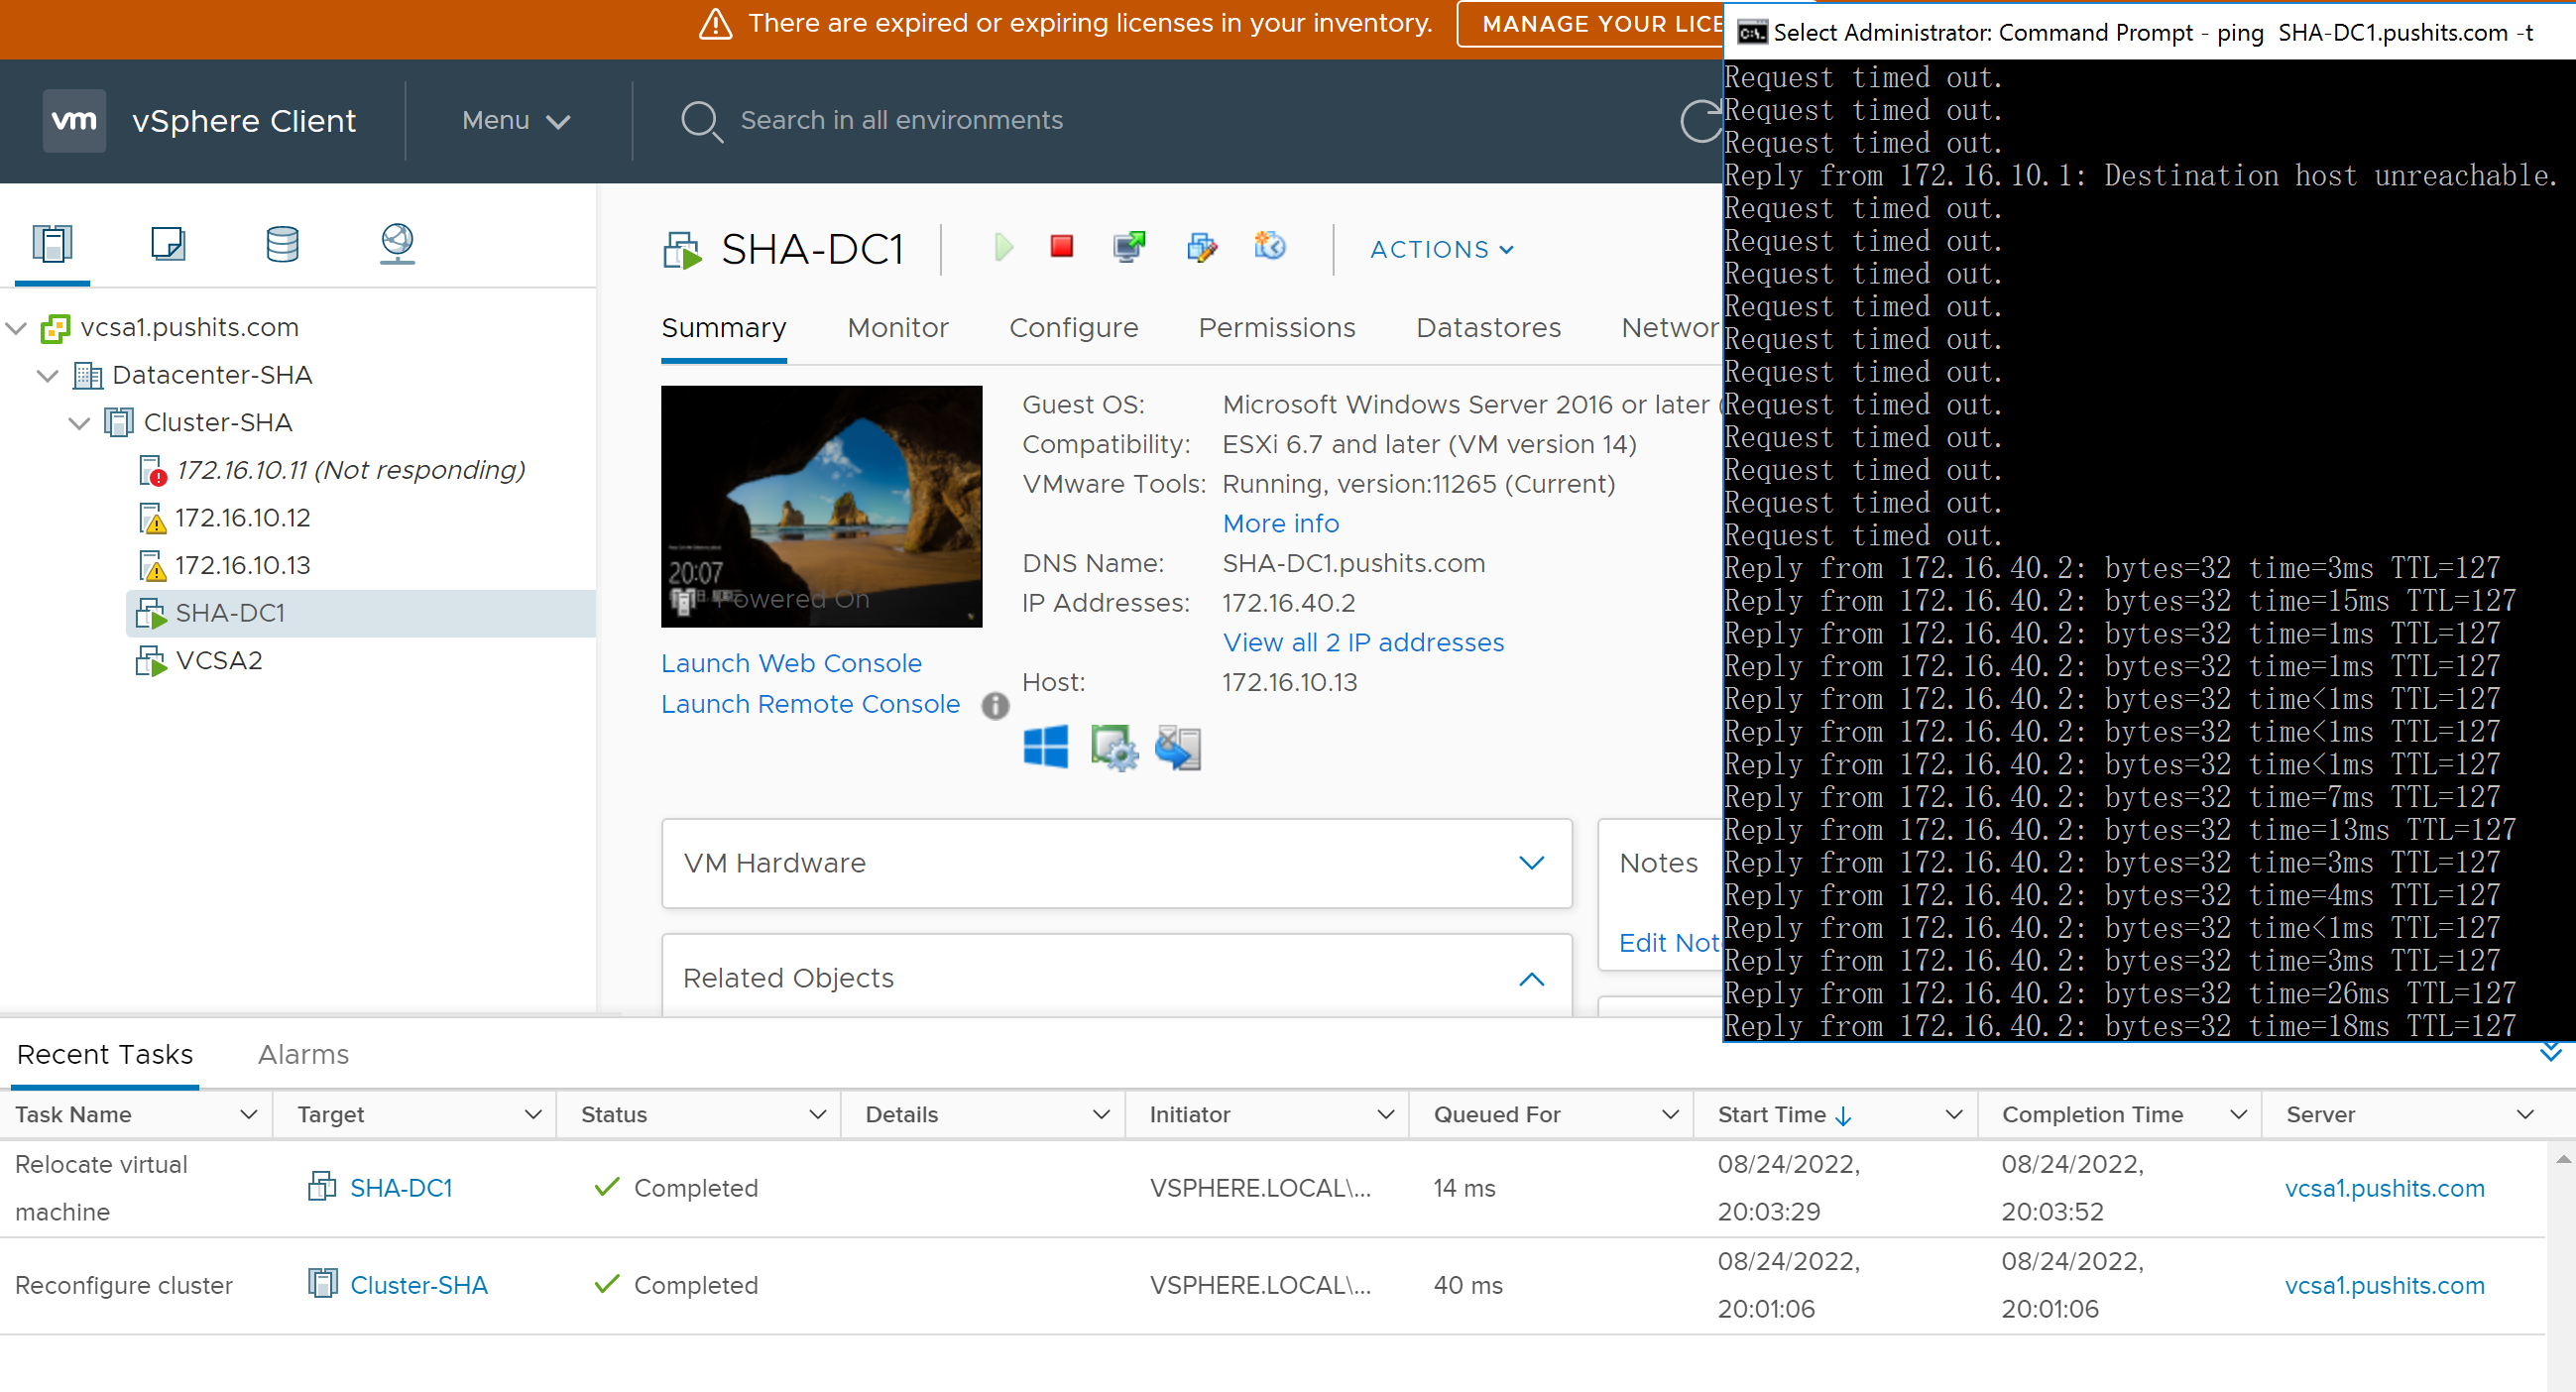 There are expired or expiring licenses in your inventory.
MANAGE YOUR LICE
vm
vSphere Client
Menu
Search in all environments
vcsa1.pushits.com
Datacenter-SHA
Cluster-SHA
172.16.10.11 (Not responding)
172.16.10.12
172.16.10.13
SHA-DC1
VCSA2
SHA-DC1
ACTIONS
Summary
Monitor
Configure
Permissions
Datastores
Networ
20:07
Powered On
Launch Web Console
Launch Remote Console
Guest OS: Microsoft Windows Server 2016 or later (
Compatibility: ESXi 6.7 and later (VM version 14)
VMware Tools: Running, version:11265 (Current)
More info
DNS Name: SHA-DC1.pushits.com
IP Addresses: 172.16.40.2
View all 2 IP addresses
Host: 172.16.10.13
VM Hardware
Related Objects
Notes
Edit Not
Select Administrator: Command Prompt - ping  SHA-DC1.pushits.com -t
Request timed out.
Request timed out.
Request timed out.
Reply from 172.16.10.1: Destination host unreachable.
Request timed out.
Request timed out.
Request timed out.
Request timed out.
Request timed out.
Request timed out.
Request timed out.
Request timed out.
Request timed out.
Request timed out.
Request timed out.
Reply from 172.16.40.2: bytes=32 time=3ms TTL=127
Reply from 172.16.40.2: bytes=32 time=15ms TTL=127
Reply from 172.16.40.2: bytes=32 time=1ms TTL=127
Reply from 172.16.40.2: bytes=32 time=1ms TTL=127
Reply from 172.16.40.2: bytes=32 time<1ms TTL=127
Reply from 172.16.40.2: bytes=32 time<1ms TTL=127
Reply from 172.16.40.2: bytes=32 time<1ms TTL=127
Reply from 172.16.40.2: bytes=32 time=7ms TTL=127
Reply from 172.16.40.2: bytes=32 time=13ms TTL=127
Reply from 172.16.40.2: bytes=32 time=3ms TTL=127
Reply from 172.16.40.2: bytes=32 time=4ms TTL=127
Reply from 172.16.40.2: bytes=32 time<1ms TTL=127
Reply from 172.16.40.2: bytes=32 time=3ms TTL=127
Reply from 172.16.40.2: bytes=32 time=26ms TTL=127
Reply from 172.16.40.2: bytes=32 time=18ms TTL=127
Recent Tasks
Alarms
Task Name
Target
Status
Details
Initiator
Queued For
Start Time
Completion Time
Server
Relocate virtual
machine
SHA-DC1
Completed
VSPHERE.LOCAL\...
14 ms
08/24/2022,
20:03:29
08/24/2022,
20:03:52
vcsa1.pushits.com
Reconfigure cluster
Cluster-SHA
Completed
VSPHERE.LOCAL\...
40 ms
08/24/2022,
20:01:06
08/24/2022,
20:01:06
vcsa1.pushits.com